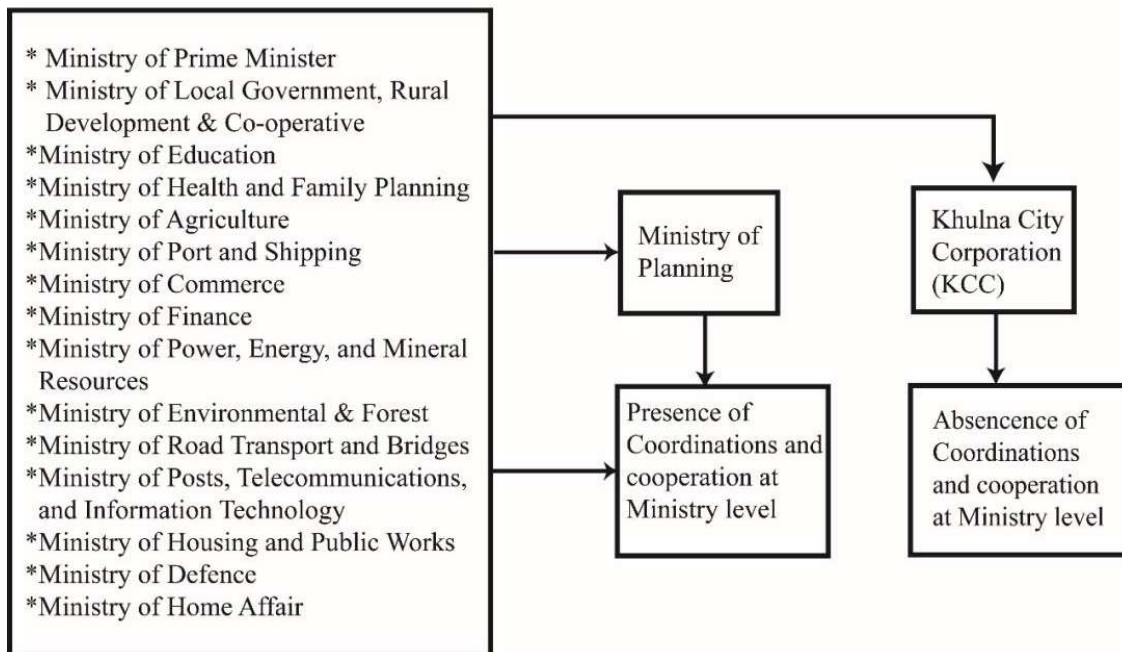 * Ministry of Prime Minister
* Ministry of Local Government, Rural
Development & Co-operative
*Ministry of Education
*Ministry of Health and Family Planning
*Ministry of Agriculture
*Ministry of Port and Shipping
*Ministry of Commerce
*Ministry of Finance
*Ministry of Power, Energy, and Mineral
Resources
*Ministry of Environmental & Forest
*Ministry of Road Transport and Bridges
*Ministry of Posts, Telecommunications,
and Information Technology
*Ministry of Housing and Public Works
*Ministry of Defence
*Ministry of Home Affair
Ministry of
Planning
Presence of
Coordinations and
cooperation at
Ministry level
Khulna City
Corporation
(KCC)
Absencence of
Coordinations
and cooperation
at Ministry level